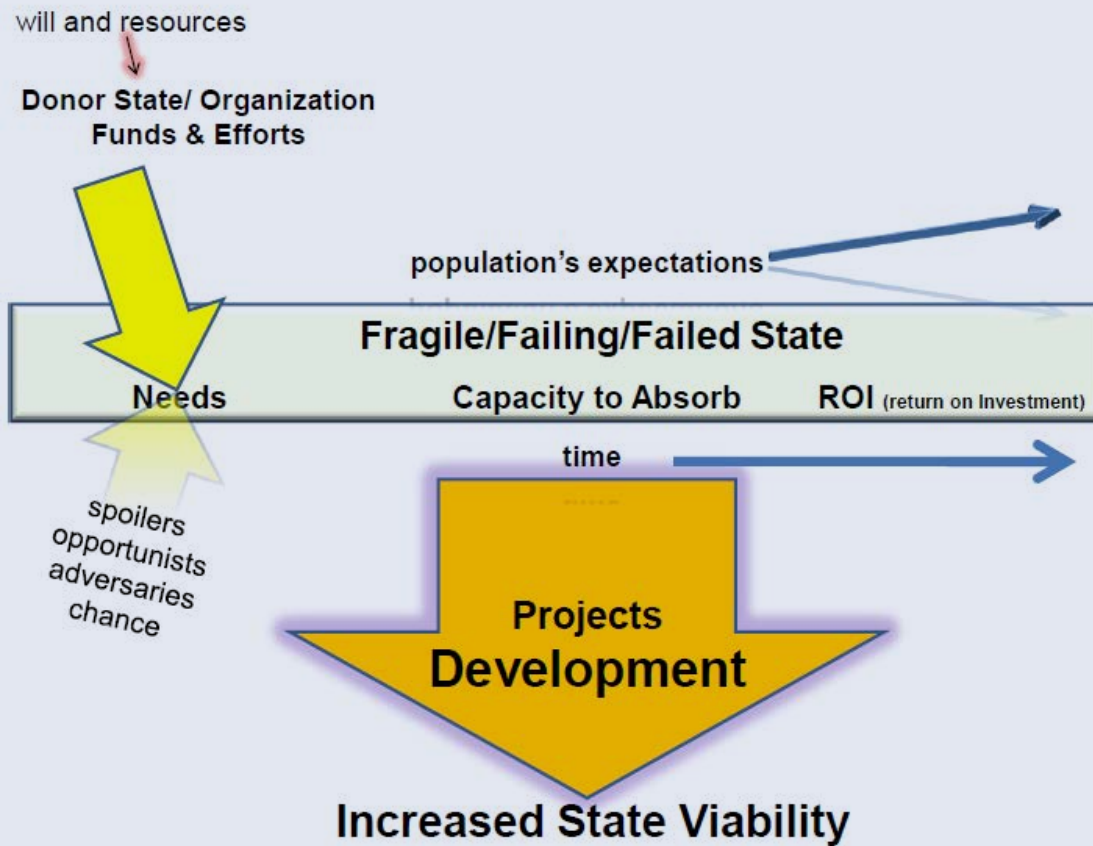 will and resources
Donor State/ Organization
Funds & Efforts
population's expectations
Fragile/Failing/Failed State
Needs Capacity to Absorb ROI (return on Investment)
time
spoilers
opportunists
adversaries
chance
Projects
Development
Increased State Viability